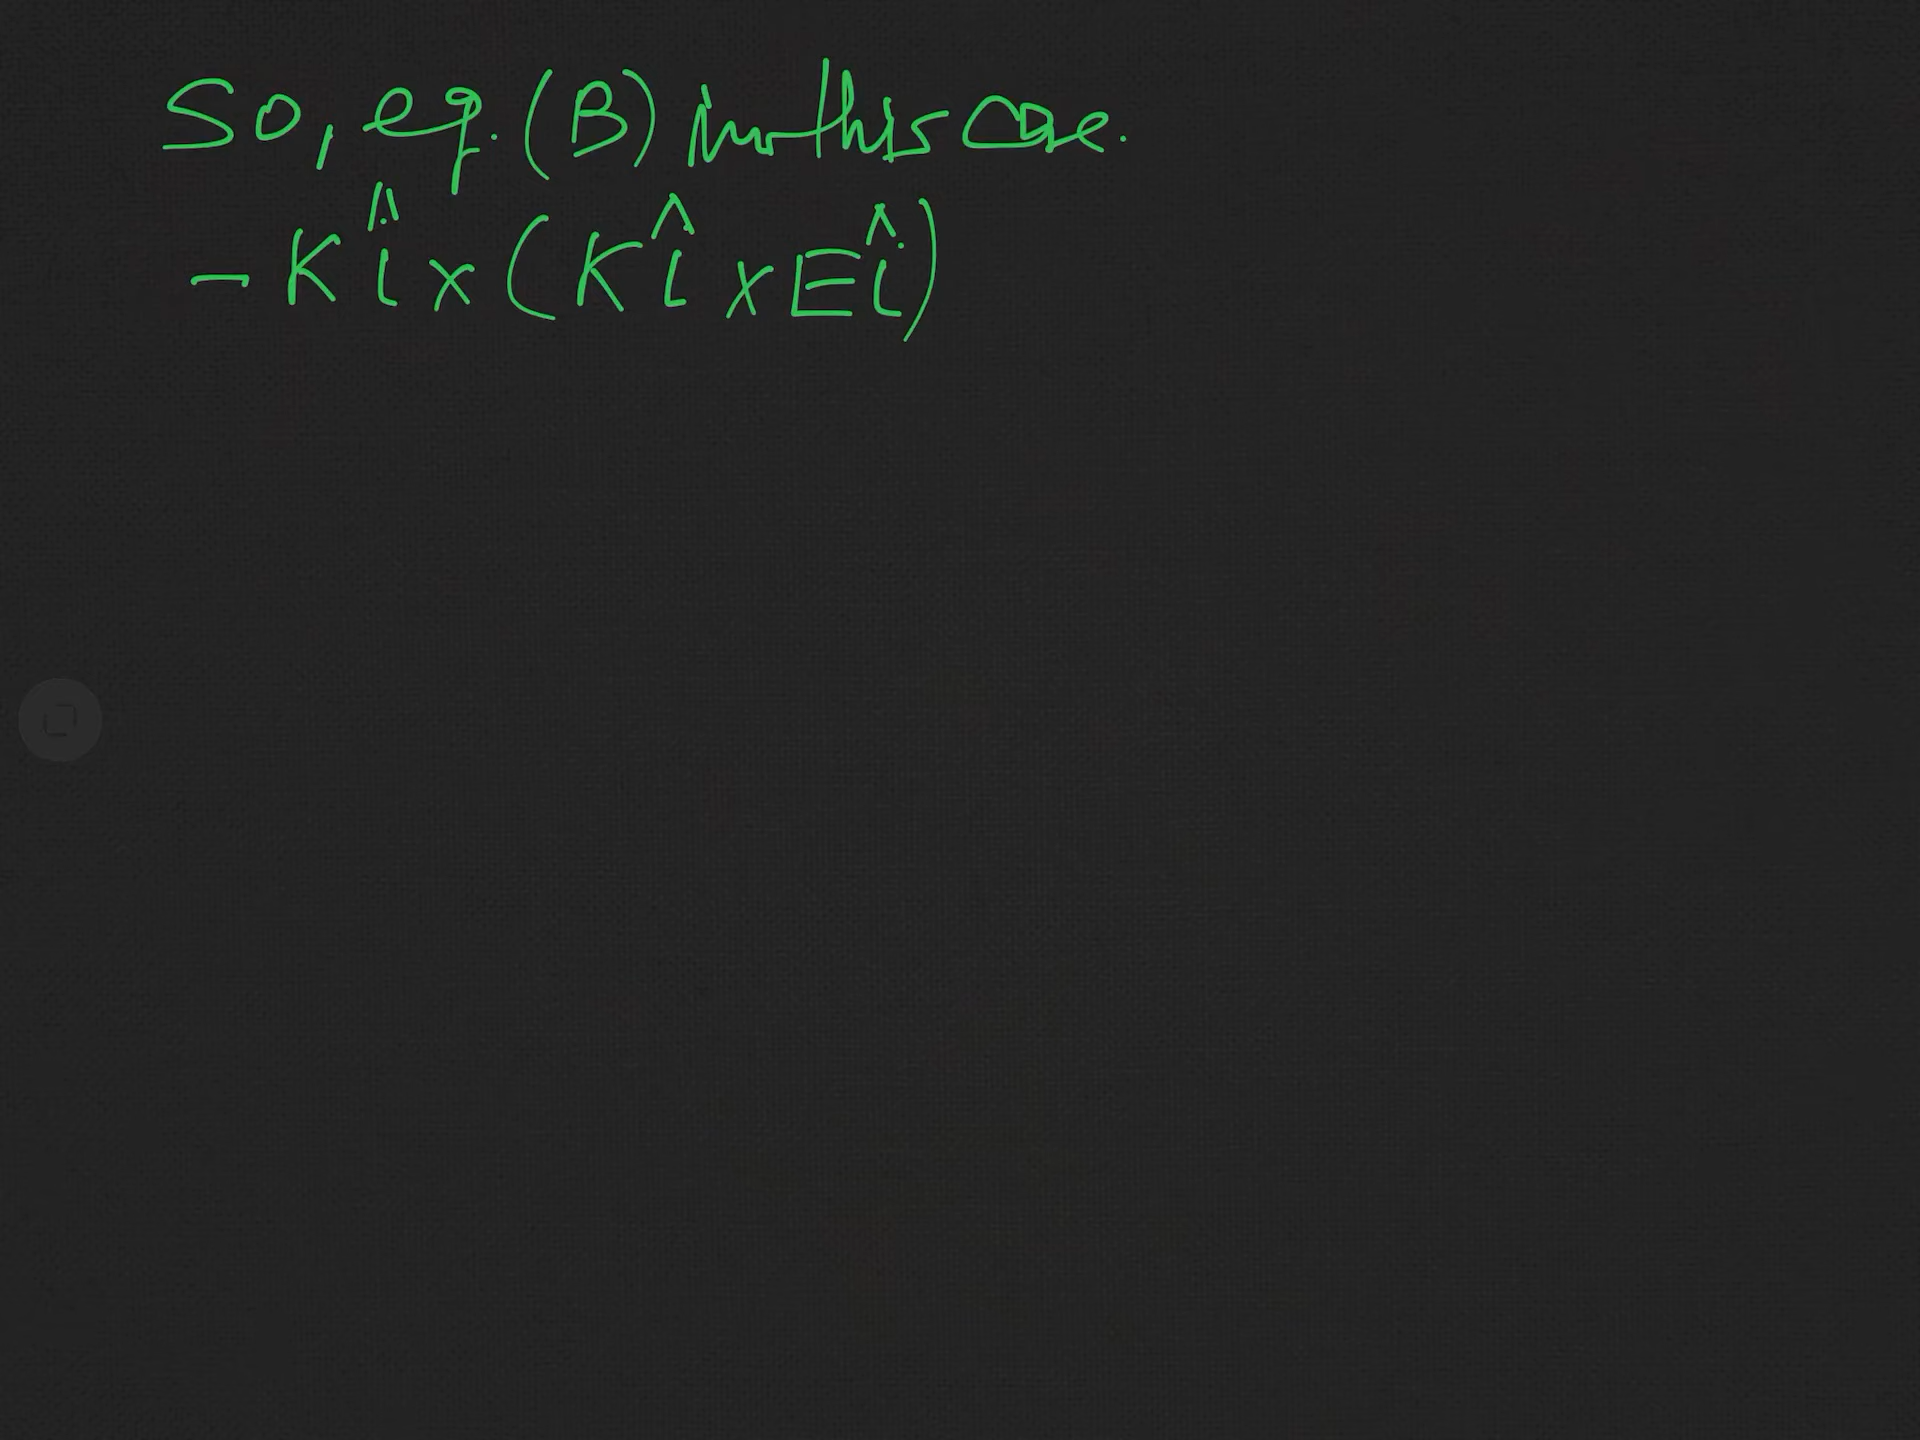 So, eq. (B) in this case.
- K î × (K î × E î)